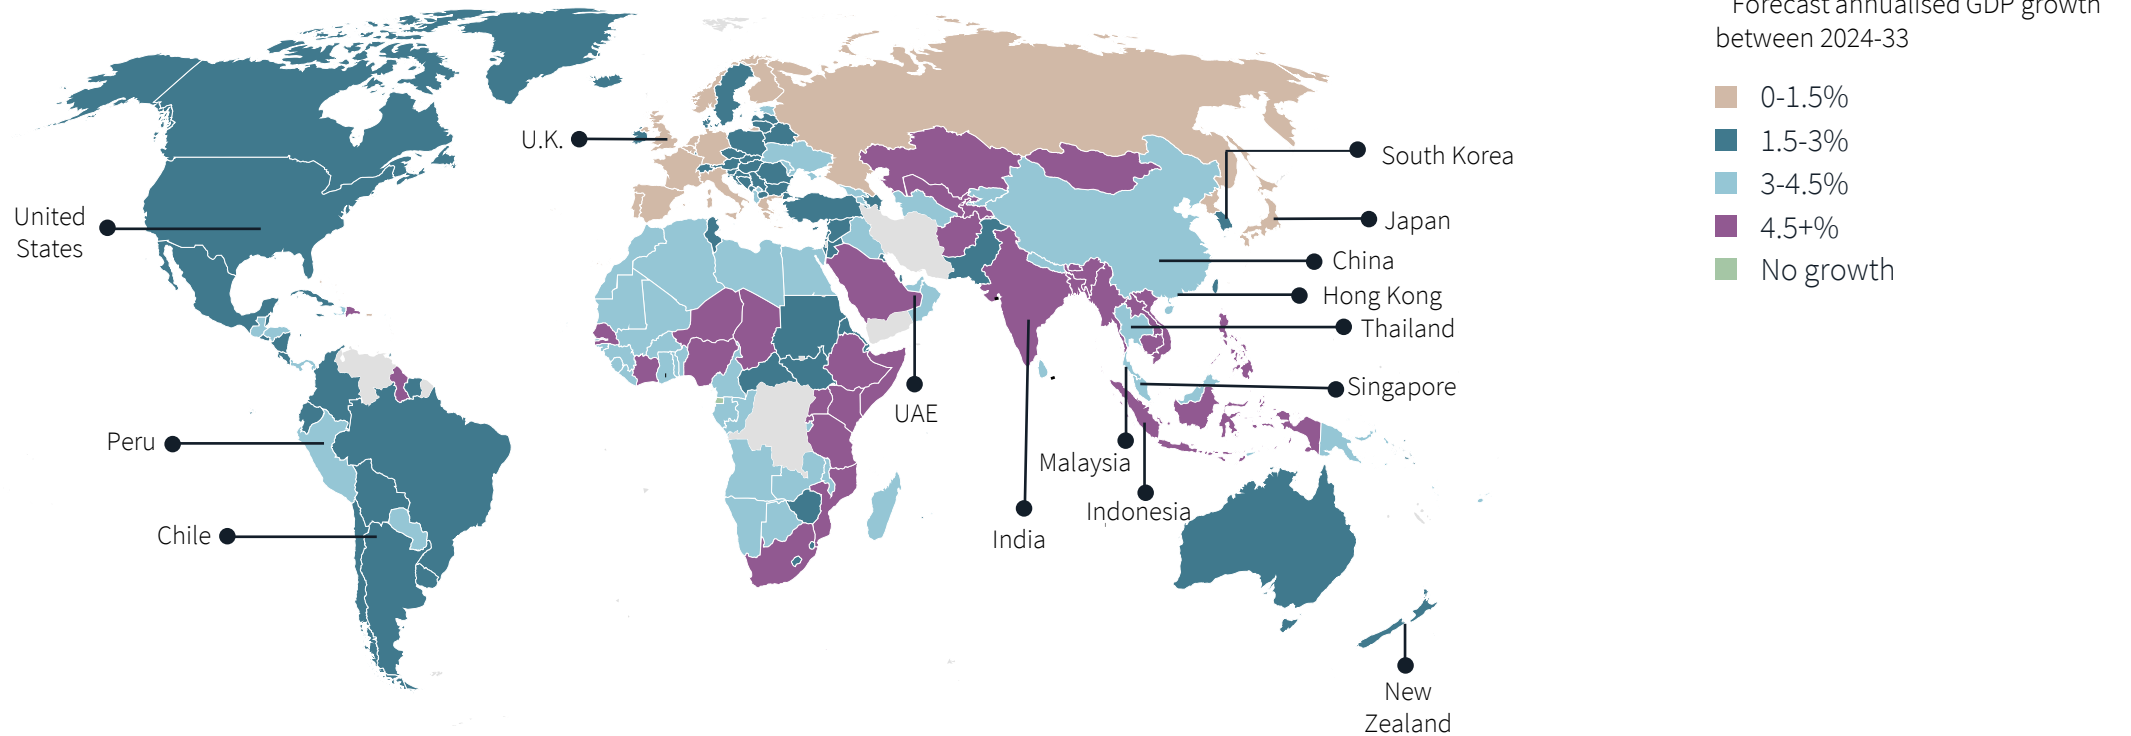 Forecast annualised GDP growth
between 2024-33
0-1.5%
1.5-3%
3-4.5%
4.5+%
No growth
U.K.
South Korea
United
States
Japan
China
Hong Kong
Thailand
Singapore
UAE
Peru
Malaysia
Indonesia
Chile
India
New
Zealand